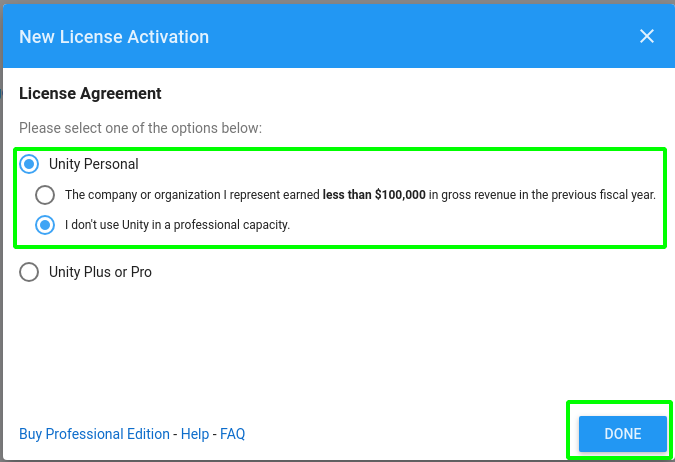 New License Activation
License Agreement
Please select one of the options below:
Unity Personal
The company or organization I represent earned less than $100,000 in gross revenue in the previous fiscal year.
I don't use Unity in a professional capacity.
Unity Plus or Pro
Buy Professional Edition - Help - FAQ
DONE